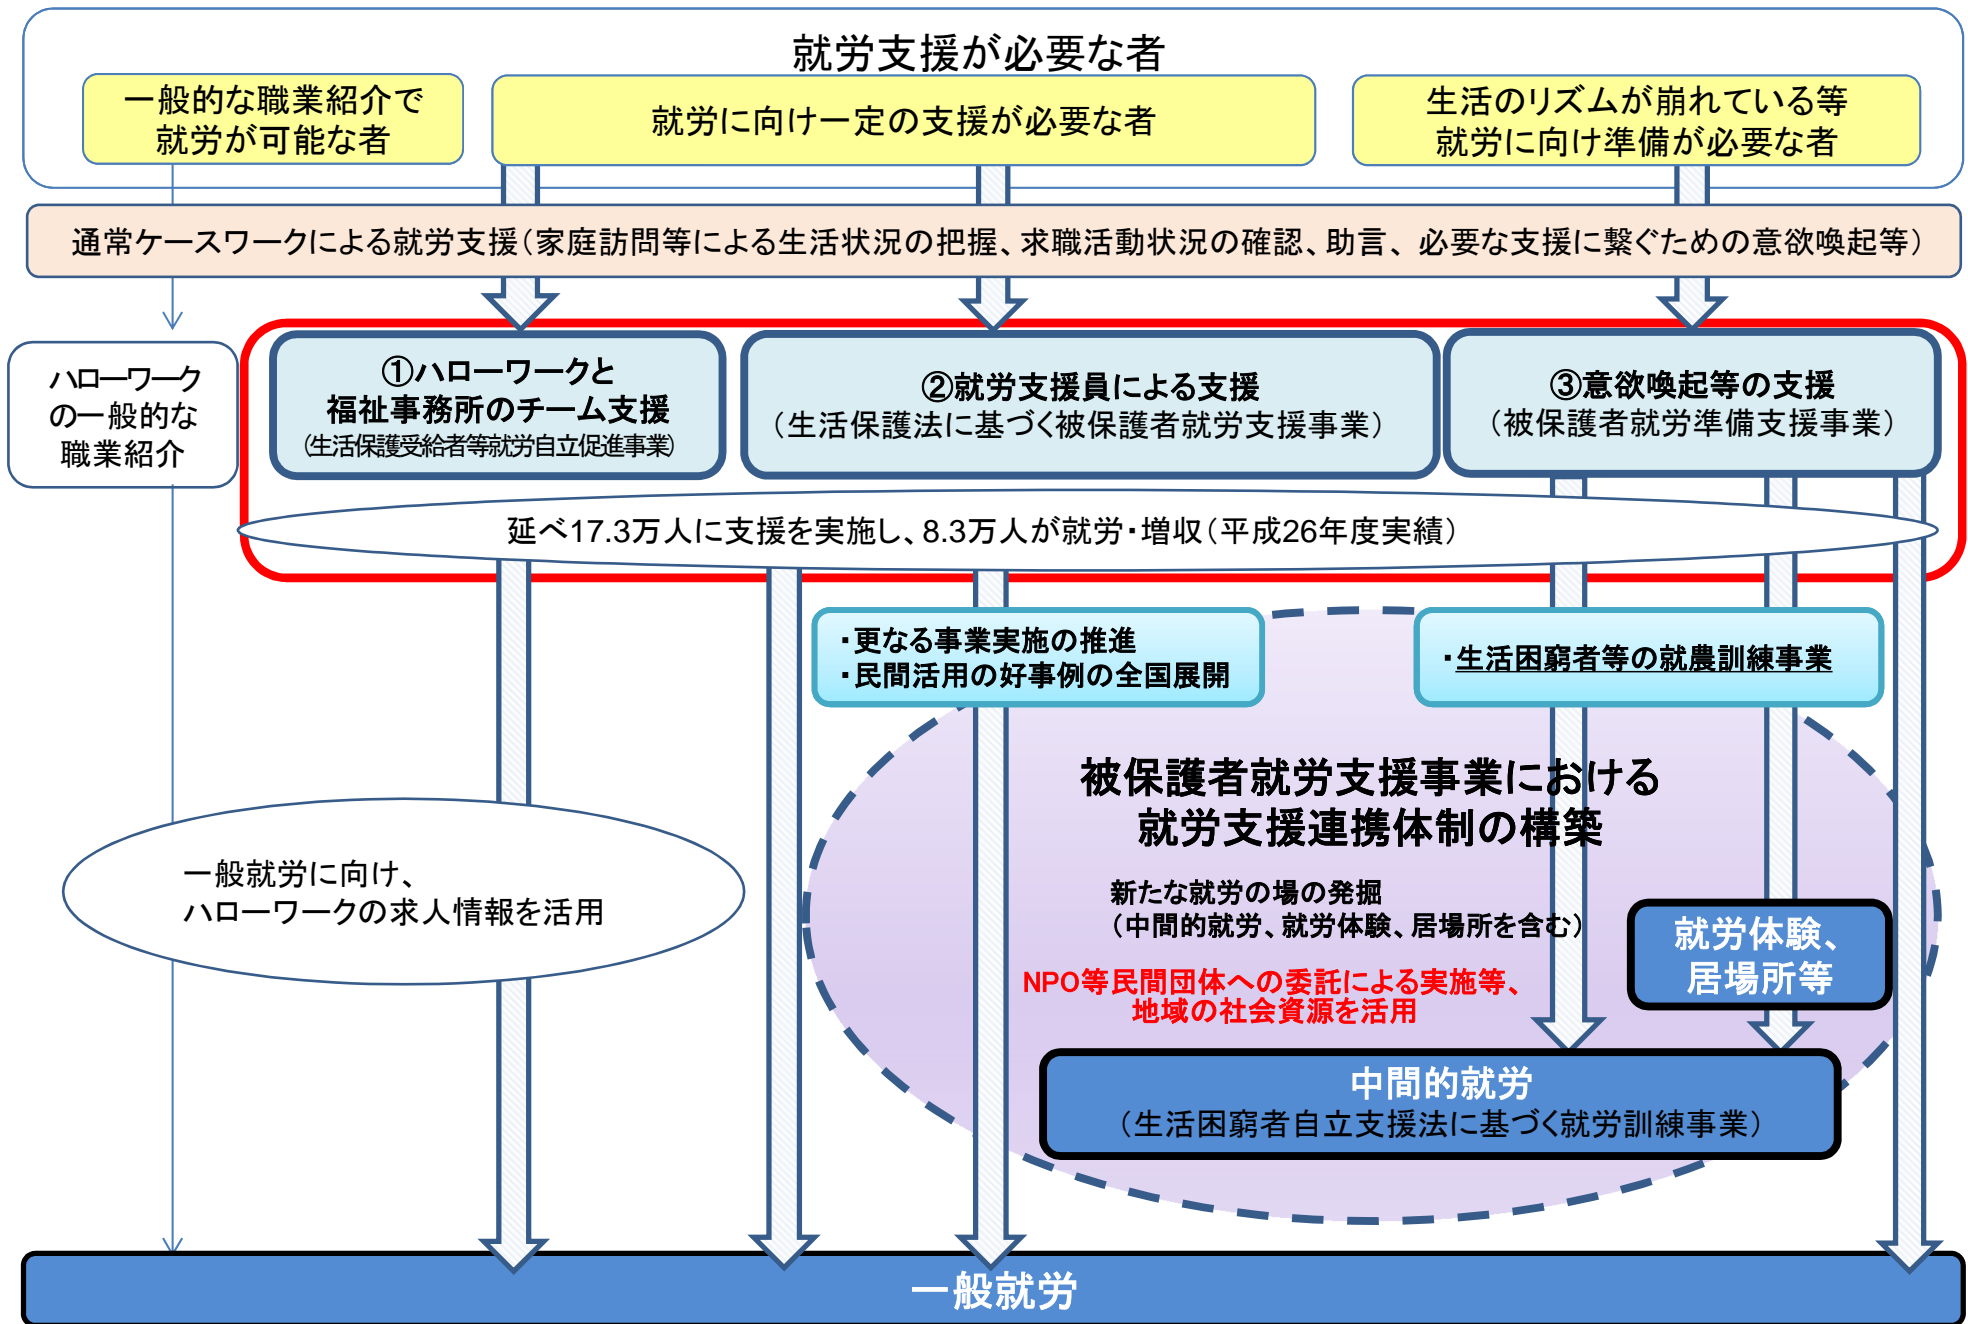 就労支援が必要な者
一般的な職業紹介で
就労が可能な者
就労に向け一定の支援が必要な者
生活のリズムが崩れている等
就労に向け準備が必要な者
通常ケースワークによる就労支援（家庭訪問等による生活状況の把握、求職活動状況の確認、助言、必要な支援に繋ぐための意欲喚起等）
ハローワーク
の一般的な
職業紹介
①ハローワークと
福祉事務所のチーム支援
（生活保護受給者等就労自立促進事業）
②就労支援員による支援
（生活保護法に基づく被保護者就労支援事業）
③意欲喚起等の支援
（被保護者就労準備支援事業）
延べ17.3万人に支援を実施し、8.3万人が就労・増収（平成26年度実績）
・更なる事業実施の推進
・民間活用の好事例の全国展開
・生活困窮者等の就農訓練事業
被保護者就労支援事業における
就労支援連携体制の構築
一般就労に向け、
ハローワークの求人情報を活用
新たな就労の場の発掘
（中間的就労、就労体験、居場所を含む）
NPO等民間団体への委託による実施等、
地域の社会資源を活用
就労体験、
居場所等
中間的就労
（生活困窮者自立支援法に基づく就労訓練事業）
一般就労